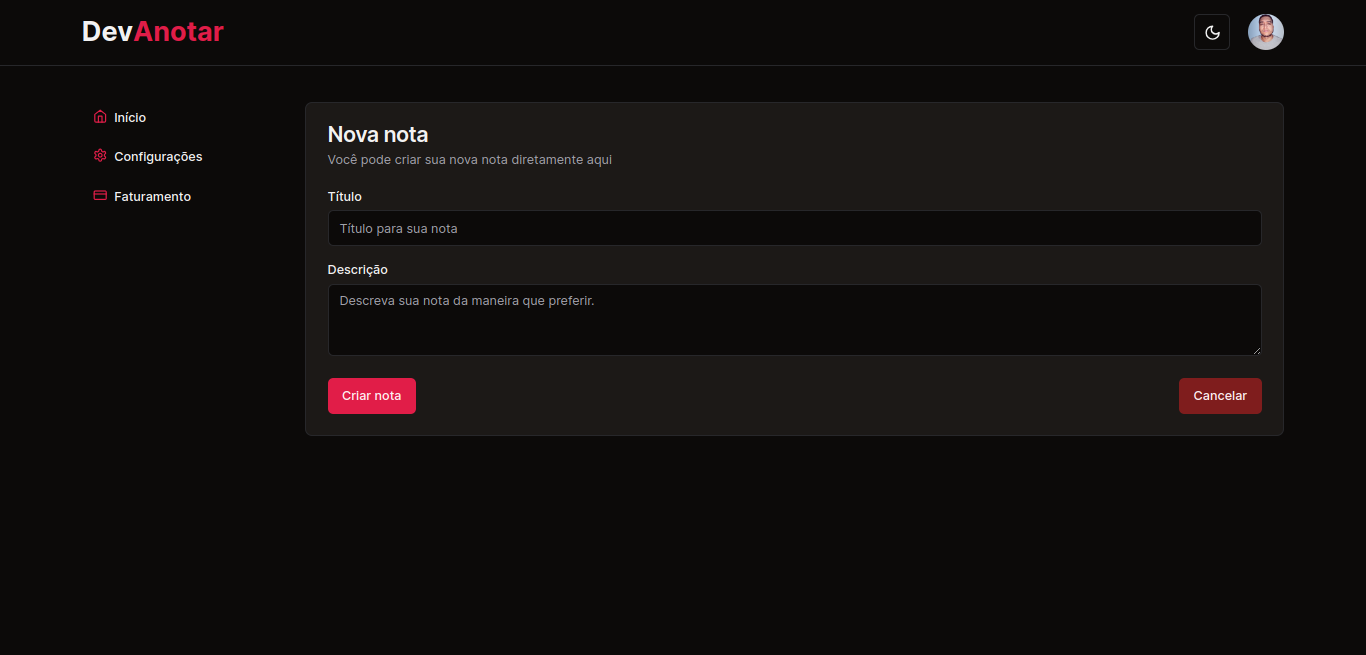 DevAnotar
Início
Configurações
Faturamento
Nova nota
Você pode criar sua nova nota diretamente aqui
Título
Título para sua nota
Descrição
Descreva sua nota da maneira que preferir.
Criar nota
Cancelar